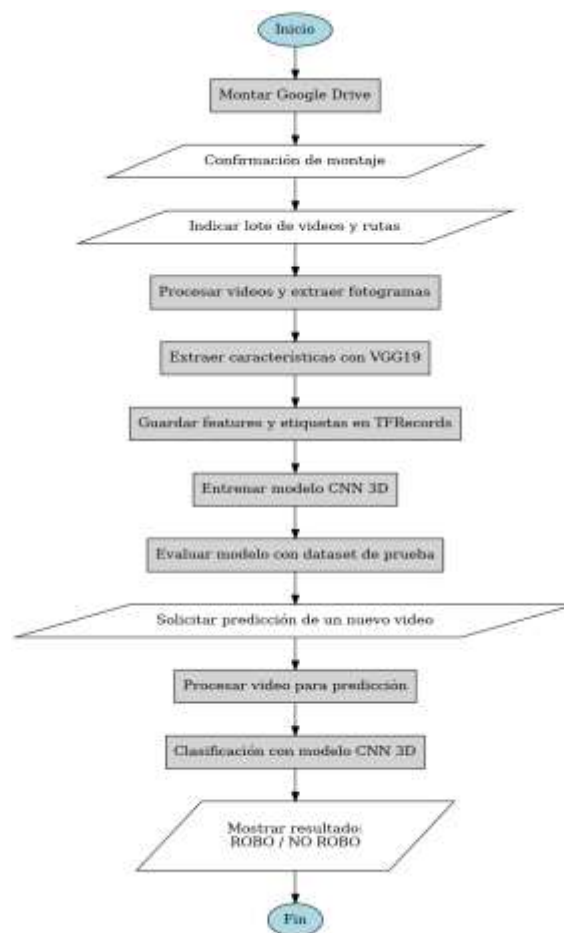 Inicio
Montar Google Drive
Confirmación de montaje
Indicar lote de videos y rutas
Procesar videos y extraer fotogramas
Extraer características con VGG19
Guardar features y etiquetas en TFRecords
Entrenar modelo CNN 3D
Evaluar modelo con dataset de prueba
Solicitar predicción de un nuevo video
Procesar video para predicción
Clasificación con modelo CNN 3D
Mostrar resultado:
ROBO / NO ROBO
Fin